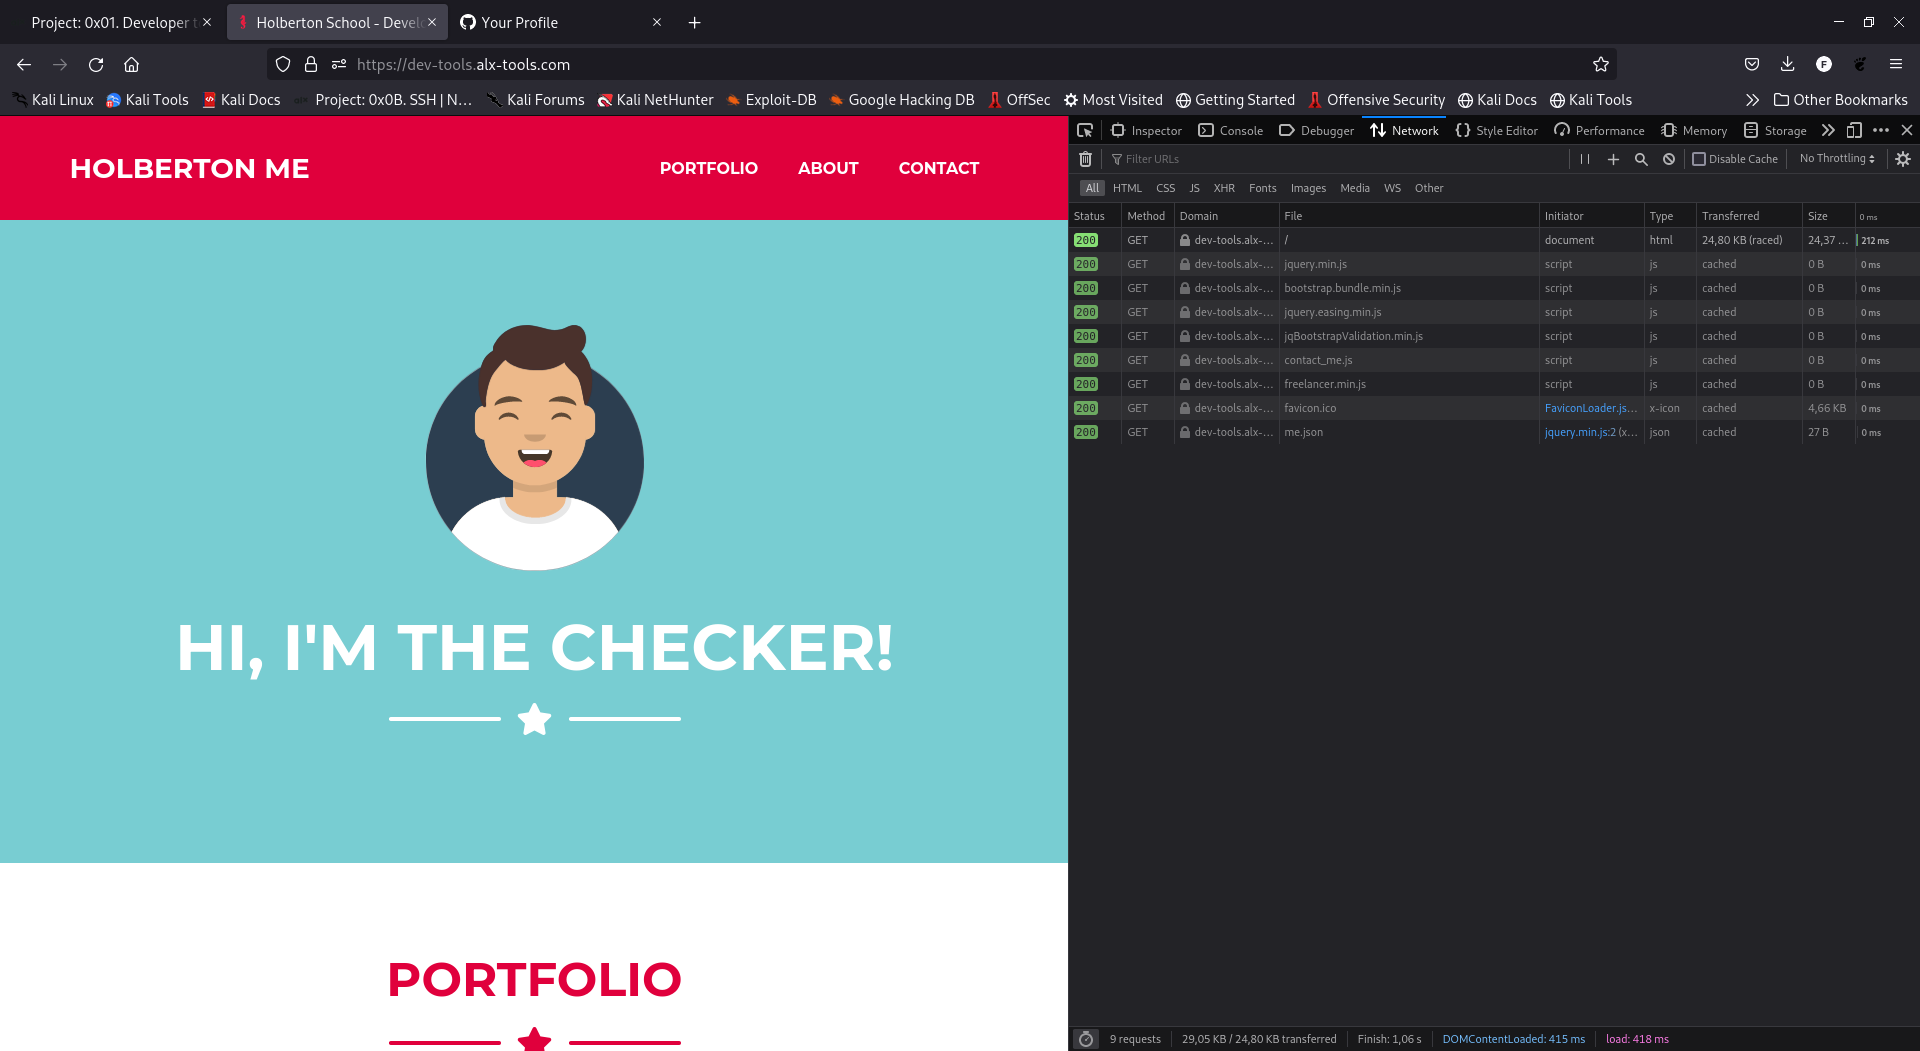 Project: 0x01. Developer t
Holberton School - Develo
Your Profile
https://dev-tools.alx-tools.com
F
Kali Linux
Kali Tools
Kali Docs
Project: 0x0B. SSH | N...
Kali Forums
Kali NetHunter
Exploit-DB
Google Hacking DB
OffSec
Most Visited
Getting Started
Offensive Security
Kali Docs
Kali Tools
Other Bookmarks
HOLBERTON ME
PORTFOLIO ABOUT CONTACT
HI, I'M THE CHECKER!
PORTFOLIO
Inspector Console Debugger Network Style Editor Performance Memory Storage
Filter URLs
Disable Cache
No Throttling
All HTML CSS JS XHR Fonts Images Media WS Other
Status Method Domain File Initiator Type Transferred Size 0 ms
200 GET dev-tools.alx-... / document html 24,80 KB (raced) 24,37 ... 212 ms
200 GET dev-tools.alx-... jquery.min.js script js cached 0 B 0 ms
200 GET dev-tools.alx-... bootstrap.bundle.min.js script js cached 0 B 0 ms
200 GET dev-tools.alx-... jquery.easing.min.js script js cached 0 B 0 ms
200 GET dev-tools.alx-... jqBootstrapValidation.min.js script js cached 0 B 0 ms
200 GET dev-tools.alx-... contact_me.js script js cached 0 B 0 ms
200 GET dev-tools.alx-... freelancer.min.js script js cached 0 B 0 ms
200 GET dev-tools.alx-... favicon.ico FaviconLoader.js... x-icon cached 4,66 KB 0 ms
200 GET dev-tools.alx-... me.json jquery.min.js:2 (x... json cached 27 B 0 ms
9 requests 29,05 KB / 24,80 KB transferred Finish: 1,06 s DOMContentLoaded: 415 ms load: 418 ms